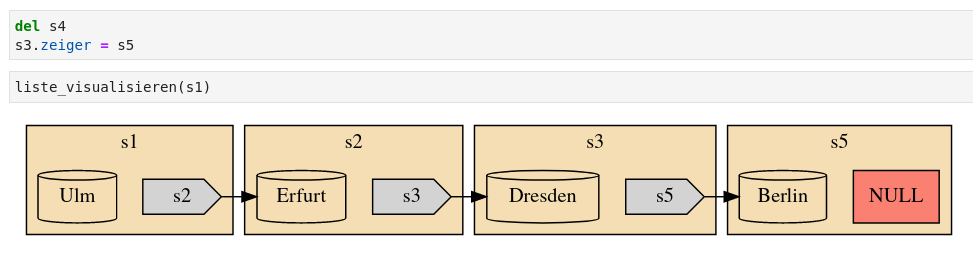 del s4
s3.zeiger = s5
liste_visualisieren(s1)
s1 s2 s3 s5
Ulm s2 Erfurt s3 Dresden s5 Berlin NULL